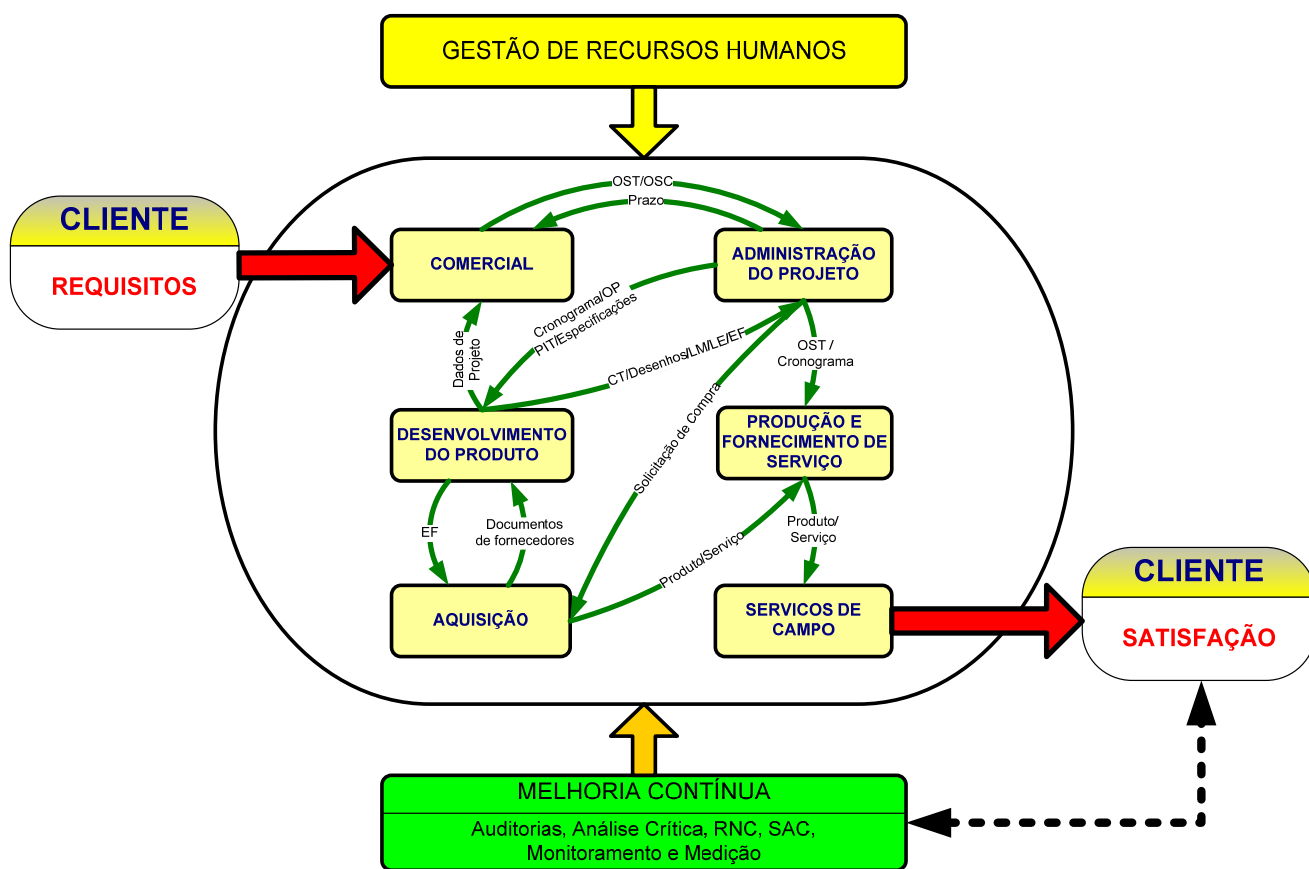 GESTÃO DE RECURSOS HUMANOS
OST/OSC
Prazo
CLIENTE
REQUISITOS
COMERCIAL
ADMINISTRAÇÃO
DO PROJETO
Cronograma/OP
PIT/Especificações
Dados de
Projeto
CT/Desenhos/LM/LE/EF
OST /
Cronograma
Solicitação de Compra
DESENVOLVIMENTO
DO PRODUTO
PRODUÇÃO E
FORNECIMENTO DE
SERVIÇO
EF
Documentos
de fornecedores
Produto/Serviço
Produto/
Serviço
AQUISIÇÃO
SERVICOS DE
CAMPO
CLIENTE
SATISFAÇÃO
MELHORIA CONTÍNUA
Auditorias, Análise Crítica, RNC, SAC,
Monitoramento e Medição